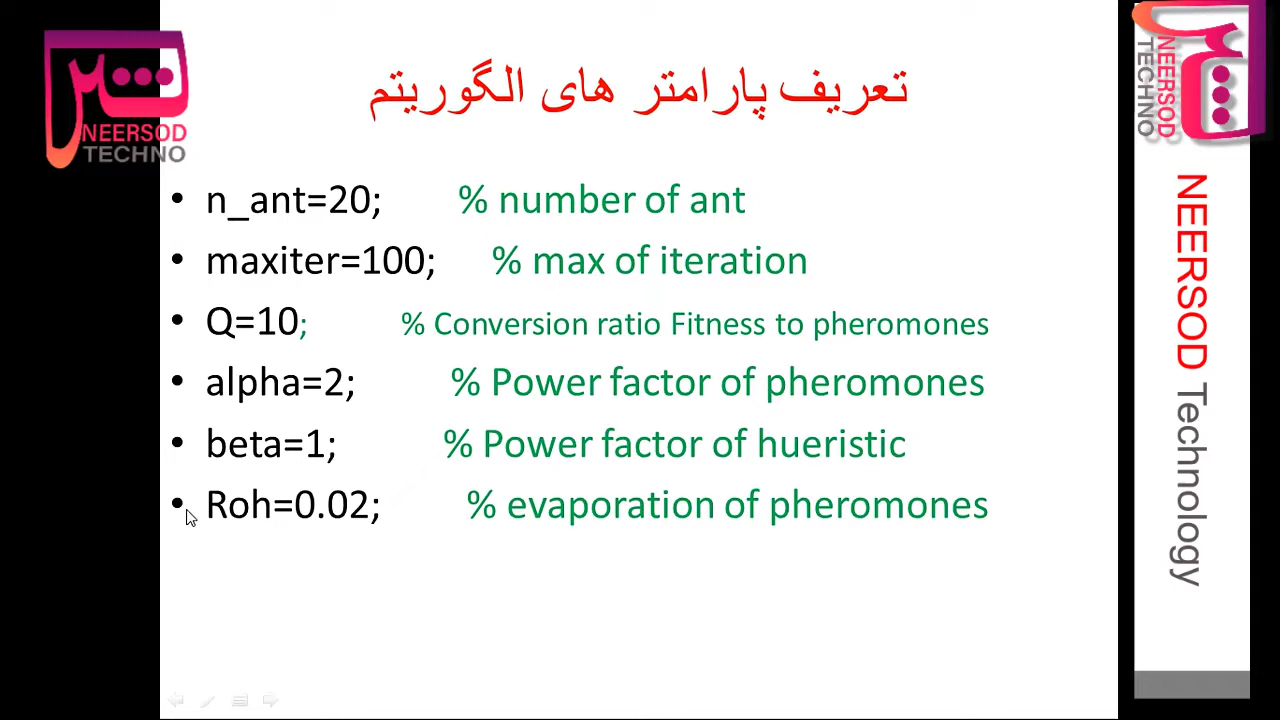 تعریف پارامتر های الگوریتم
• n_ant=20; % number of ant
• maxiter=100; % max of iteration
• Q=10; % Conversion ratio Fitness to pheromones
• alpha=2; % Power factor of pheromones
• beta=1; % Power factor of hueristic
• Roh=0.02; % evaporation of pheromones
NEERSOD
TECHNO
NEERSOD
TECHNO
NEERSOD Technology